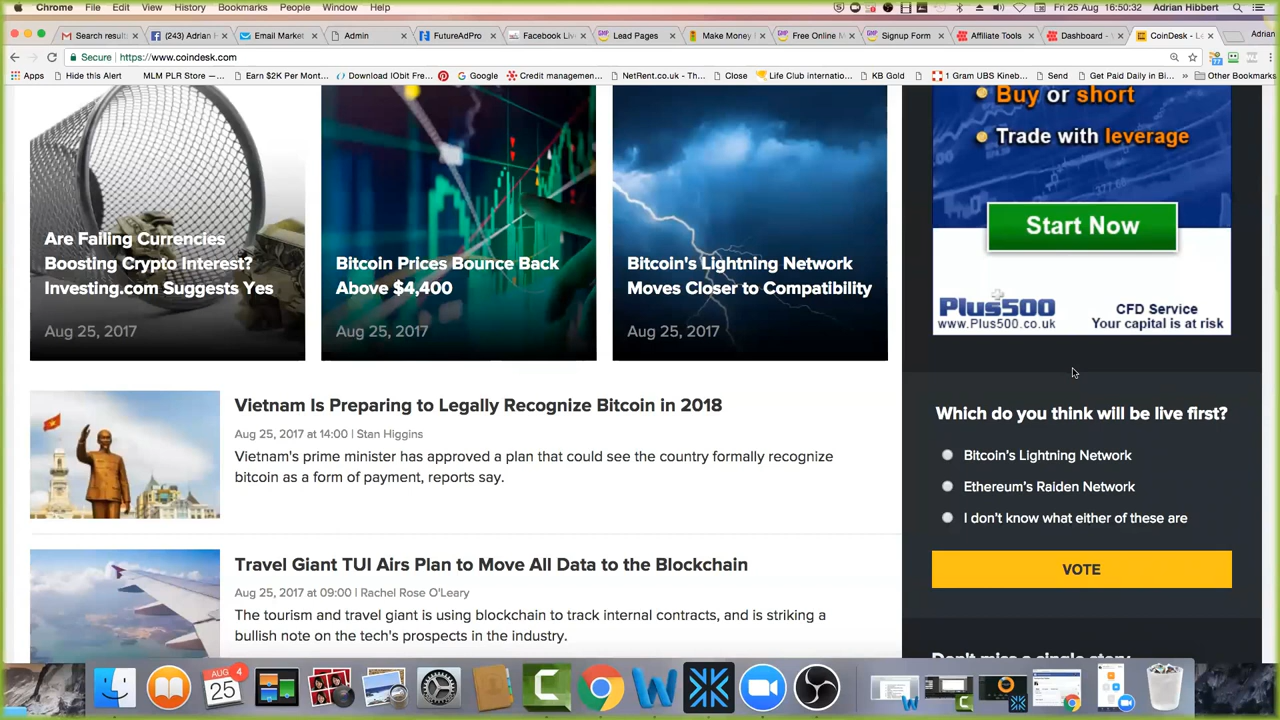 Chrome File Edit View History Bookmarks People Window Help Fri 25 Aug 16:50:32 Adrian Hibbert
Search result (243) Adrian H Email Market Admin FutureAdPro Facebook Live Lead Pages Make Money Free Online M Signup Form Affiliate Tools Dashboard - CoinDesk - Le Adrian
Secure https://www.coindesk.com
Apps Hide this Alert MLM PLR Store — ... Earn $2K Per Mont... Download IObit Fre... Google Credit managemen... NetRent.co.uk - Th... Close Life Club internatio... KB Gold 1 Gram UBS Kineb... Send Get Paid Daily in Bi... » Other Bookmarks
Buy or short
Trade with leverage
Start Now
Plus500
www.Plus500.co.uk
CFD Service
Your capital is at risk
Are Failing Currencies
Boosting Crypto Interest?
Investing.com Suggests Yes
Aug 25, 2017
Bitcoin Prices Bounce Back
Above $4,400
Aug 25, 2017
Bitcoin's Lightning Network
Moves Closer to Compatibility
Aug 25, 2017
Vietnam Is Preparing to Legally Recognize Bitcoin in 2018
Aug 25, 2017 at 14:00 | Stan Higgins
Vietnam's prime minister has approved a plan that could see the country formally recognize
bitcoin as a form of payment, reports say.
Travel Giant TUI Airs Plan to Move All Data to the Blockchain
Aug 25, 2017 at 09:00 | Rachel Rose O'Leary
The tourism and travel giant is using blockchain to track internal contracts, and is striking a
bullish note on the tech's prospects in the industry.
Which do you think will be live first?
Bitcoin's Lightning Network
Ethereum's Raiden Network
I don't know what either of these are
VOTE
AUG
25
4